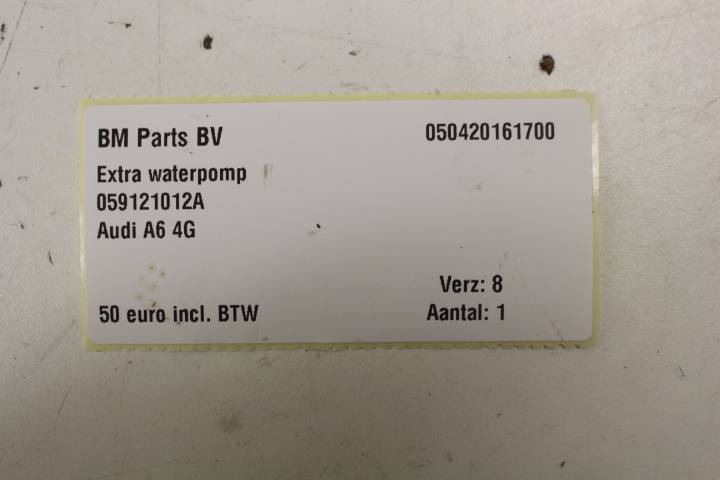 BM Parts BV 050420161700
Extra waterpomp
059121012A
Audi A6 4G
Verz: 8
50 euro incl. BTW Aantal: 1